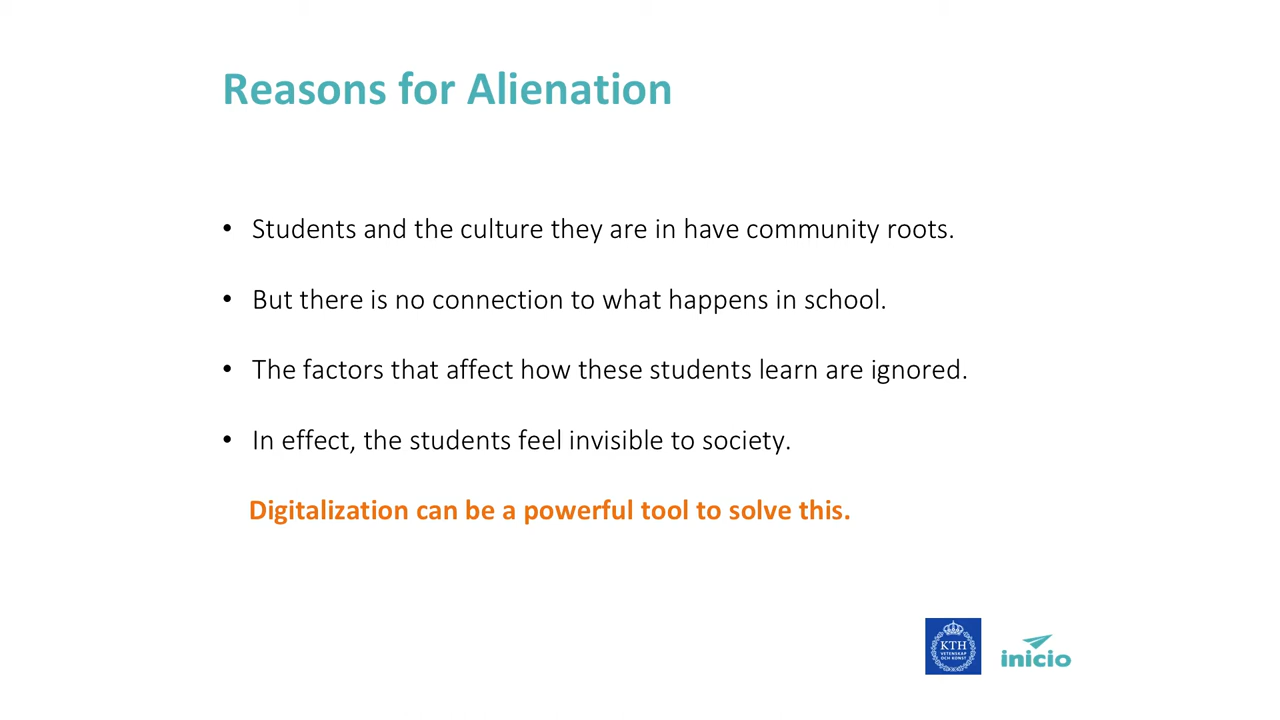 Reasons for Alienation
• Students and the culture they are in have community roots.
• But there is no connection to what happens in school.
• The factors that affect how these students learn are ignored.
• In effect, the students feel invisible to society.
Digitalization can be a powerful tool to solve this.
KTH
VETENSKAP
OCH KONST
inicio